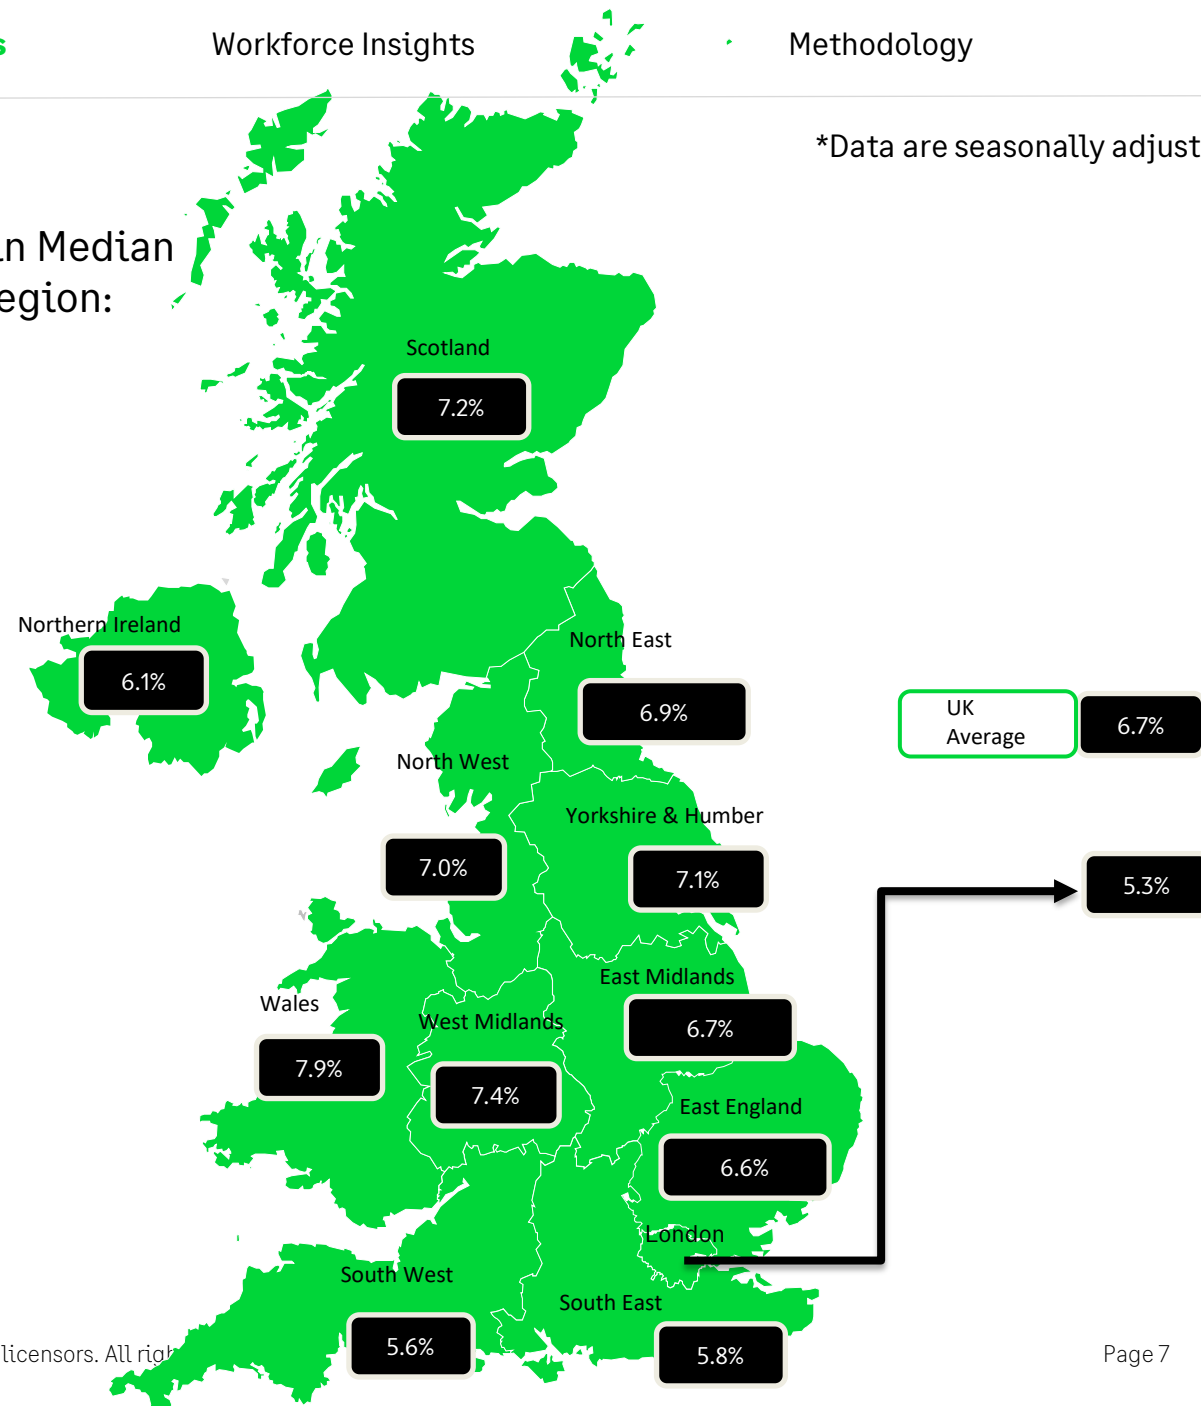 s
Workforce Insights
Methodology
*Data are seasonally adjust
in Median
egion:
Scotland
7.2%
Northern Ireland
6.1%
North East
6.9%
UK
Average
6.7%
North West
7.0%
Yorkshire & Humber
7.1%
5.3%
East Midlands
6.7%
Wales
7.9%
West Midlands
7.4%
East England
6.6%
London
South West
5.6%
South East
5.8%
licensors. All righ
Page 7